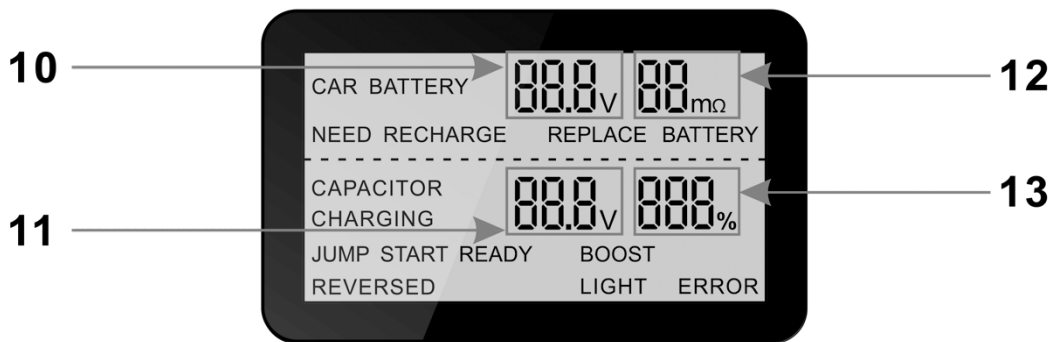 10
CAR BATTERY 88.8V 88mΩ
12
NEED RECHARGE REPLACE BATTERY
CAPACITOR CHARGING 88.8V 888%
13
11
JUMP START READY BOOST
REVERSED LIGHT ERROR